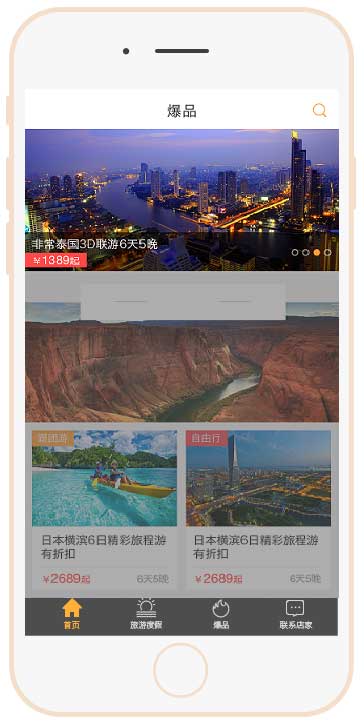 爆品
非常泰国3D联游6天5晚
¥1389起
跟团游
自由行
日本横滨6日精彩旅程游
有折扣
日本横滨6日精彩旅程游
有折扣
¥2689起
6天5晚
¥2689起
6天5晚
首页
旅游度假
爆品
联系店家